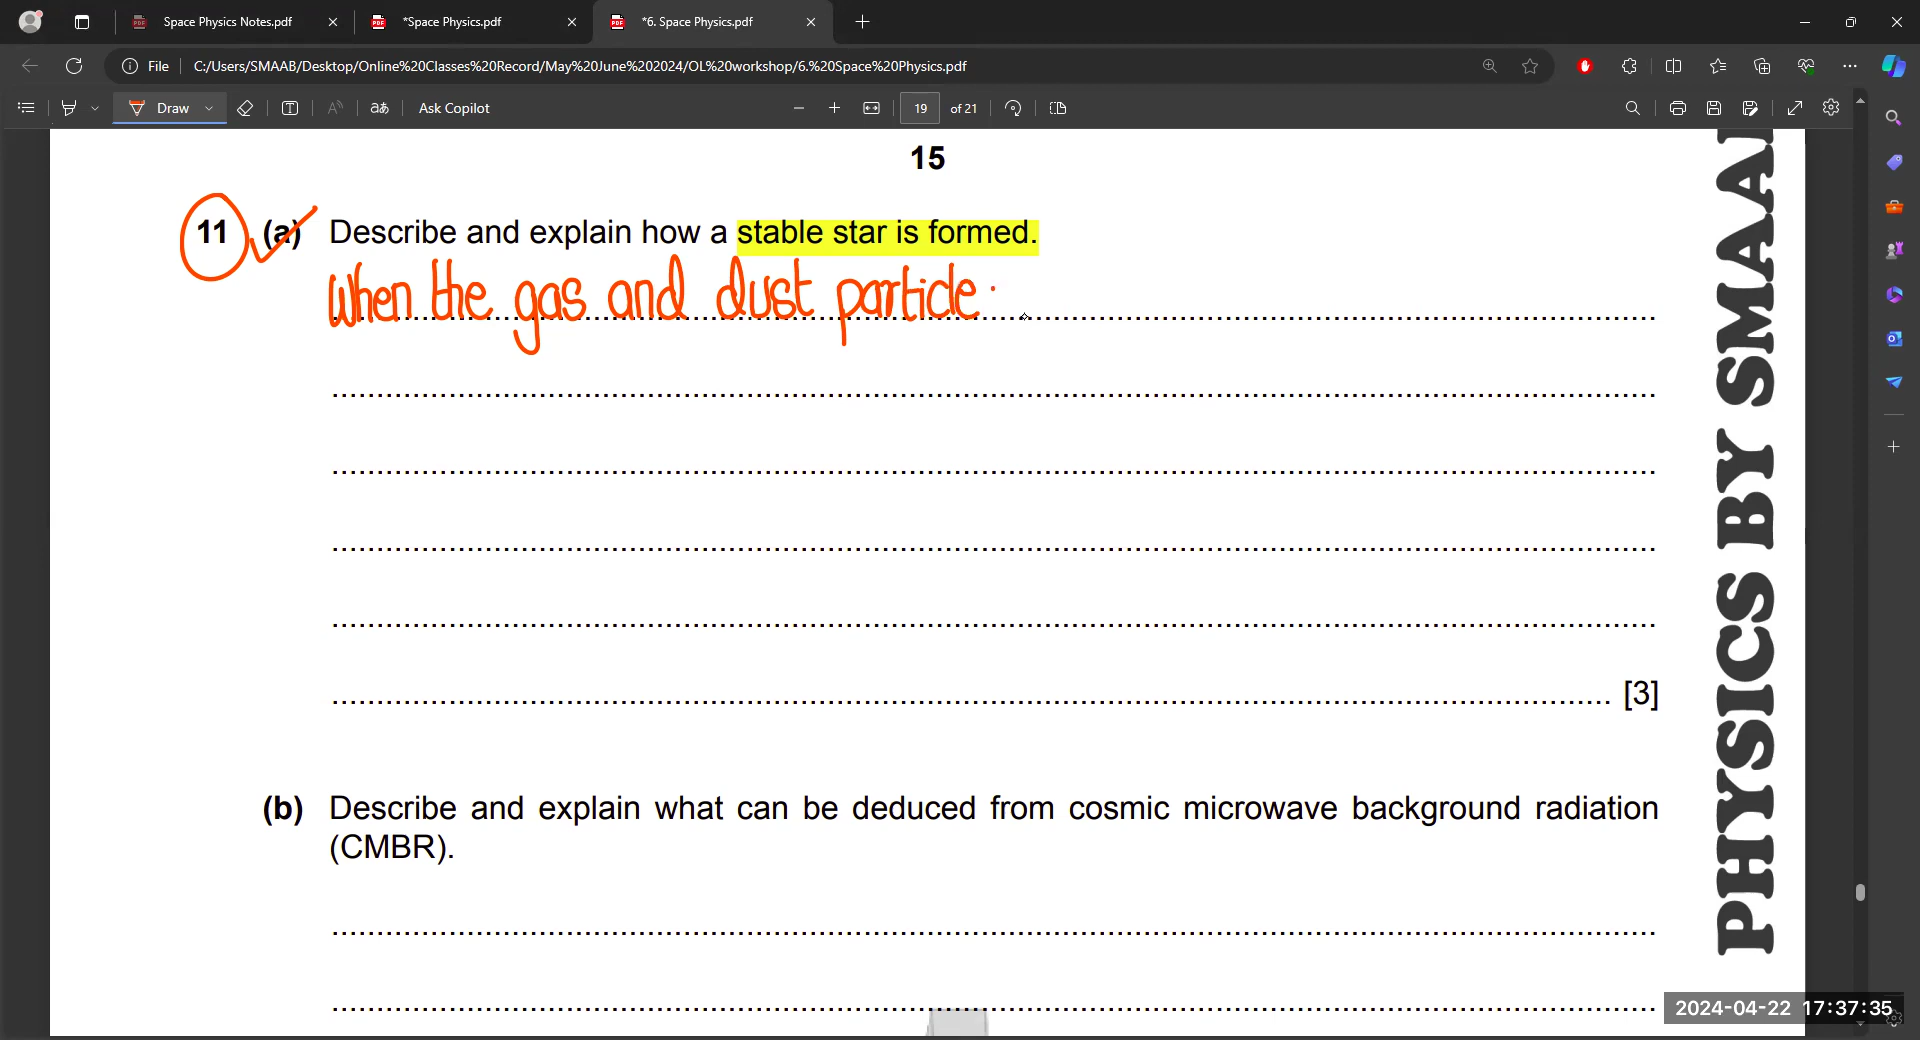 Space Physics Notes.pdf
*Space Physics.pdf
*6. Space Physics.pdf
File
C:/Users/SMAAB/Desktop/Online%20Classes%20Record/May%20June%202024/OL%20workshop/6.%20Space%20Physics.pdf
Draw
Ask Copilot
19 of 21
15
11 (a) Describe and explain how a stable star is formed.
When the gas and dust particle
[3]
(b) Describe and explain what can be deduced from cosmic microwave background radiation
(CMBR).
PHYSICS BY SMAA
2024-04-22 17:37:35